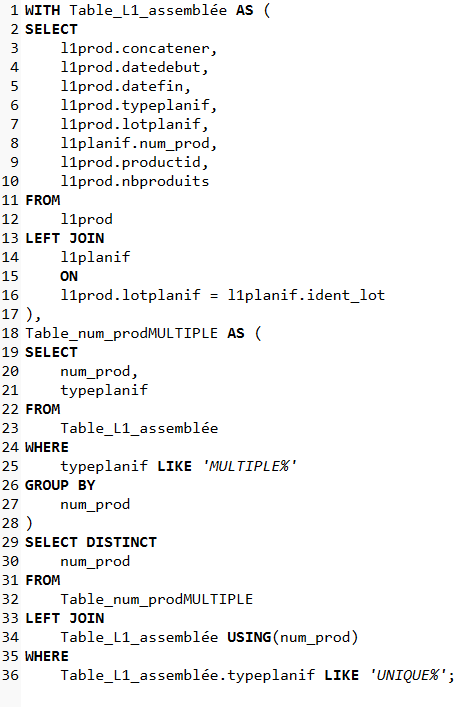 1 WITH Table_L1_assemblée AS (
2 SELECT
3     l1prod.concatener,
4     l1prod.datedebut,
5     l1prod.datefin,
6     l1prod.typeplanif,
7     l1prod.lotplanif,
8     l1planif.num_prod,
9     l1prod.productid,
10     l1prod.nbproduits
11 FROM
12     l1prod
13 LEFT JOIN
14     l1planif
15     ON
16     l1prod.lotplanif = l1planif.ident_lot
17 ),
18 Table_num_prodMULTIPLE AS (
19 SELECT
20     num_prod,
21     typeplanif
22 FROM
23     Table_L1_assemblée
24 WHERE
25     typeplanif LIKE 'MULTIPLE%'
26 GROUP BY
27     num_prod
28 )
29 SELECT DISTINCT
30     num_prod
31 FROM
32     Table_num_prodMULTIPLE
33 LEFT JOIN
34     Table_L1_assemblée USING(num_prod)
35 WHERE
36     Table_L1_assemblée.typeplanif LIKE 'UNIQUE%';